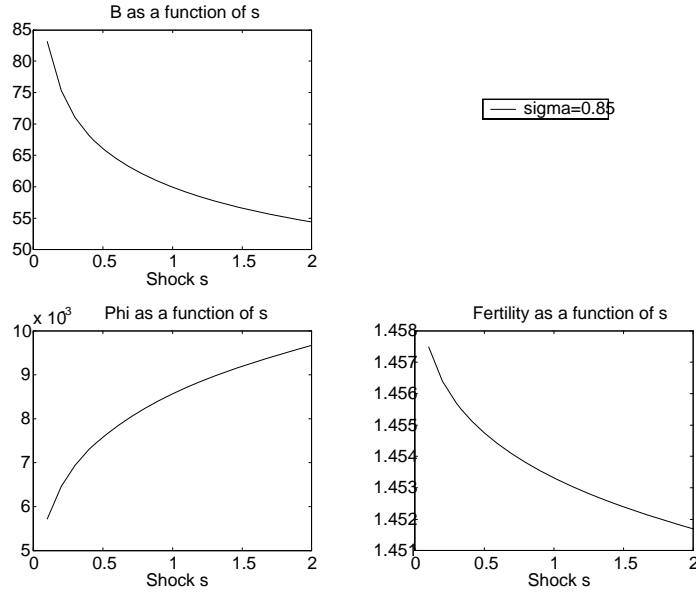 B as a function of s
85
80
75
70
65
60
55
50
0 0.5 1 1.5 2
Shock s
sigma=0.85
x 10³ Phi as a function of s
10
9
8
7
6
5
0 0.5 1 1.5 2
Shock s
Fertility as a function of s
1.458
1.457
1.456
1.455
1.454
1.453
1.452
1.451
0 0.5 1 1.5 2
Shock s